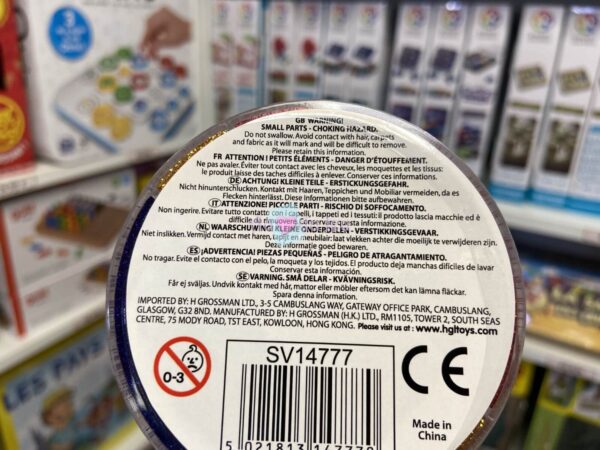 GB WARNING!
SMALL PARTS - CHOKING HAZARD.
Do not swallow. Avoid contact with hair, carpets
and fabric as it will mark and be difficult to remove.
Please retain this information.
FR ATTENTION ! PETITS ÉLÉMENTS - DANGER D'ÉTOUFFEMENT.
Ne pas avaler. Éviter tout contact avec les cheveux, les moquettes et les tissus:
le produit laisse des taches difficiles à enlever. Conserver ces informations.
DE ACHTUNG! KLEINE TEILE - ERSTICKUNGSGEFAHR.
Nicht hinunterschlucken. Kontakt mit Haaren, Teppichen und Mobiliar vermeiden, da es
Flecken hinterlässt. Diese Informationen bitte aufbewahren.
IT ATTENZIONE! PICCOLE PARTI - RISCHIO DI SOFFOCAMENTO.
Non ingerire. Evitare tutto contatto con i capelli, i tappeti ed i tessuti: il prodotto lascia macchie ed è
difficile da rimuovere. Conservare questa informazione.
NL WAARSCHUWING! KLEINE ONDERDELEN - VERSTIKKINGSGEVAAR.
Niet inslikken. Vermijd contact met haren, tapijt en meubilair: laat vlekken achter die moeilijk te verwijderen zijn.
Deze informatie goed bewaren.
ES ¡ADVERTENCIA! PIEZAS PEQUEÑAS - PELIGRO DE ATRAGANTAMIENTO.
No tragar. Evite el contacto con el pelo, la moqueta y los tejidos. El producto deja manchas difíciles de lavar
Conservar esta información.
SE VARNING. SMÅ DELAR - KVÄVNINGSRISK.
Får ej sväljas. Undvik kontakt med hår, mattor eller möbler eftersom det kan lämna fläckar.
Spara denna information.
IMPORTED BY: H GROSSMAN LTD., 3-5 CAMBUSLANG WAY, GATEWAY OFFICE PARK, CAMBUSLANG,
GLASGOW, G32 8ND. MANUFACTURED BY: H GROSSMAN (H.K.) LTD., RM1105, TOWER 2, SOUTH SEAS
CENTRE, 75 MODY ROAD, TST EAST, KOWLOON, HONG KONG. Please visit us at : www.hgltoys.com
SV14777
0-3
CE
Made in
China
5 021813 147779
LES PAYS